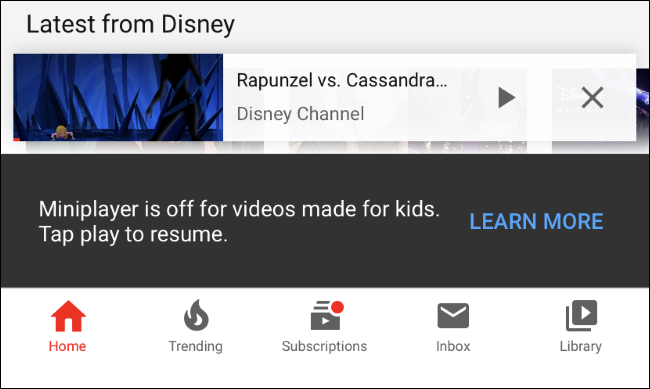 Latest from Disney
Rapunzel vs. Cassandra...
Disney Channel
Miniplayer is off for videos made for kids.
Tap play to resume.
LEARN MORE
Home
Trending
Subscriptions
Inbox
Library